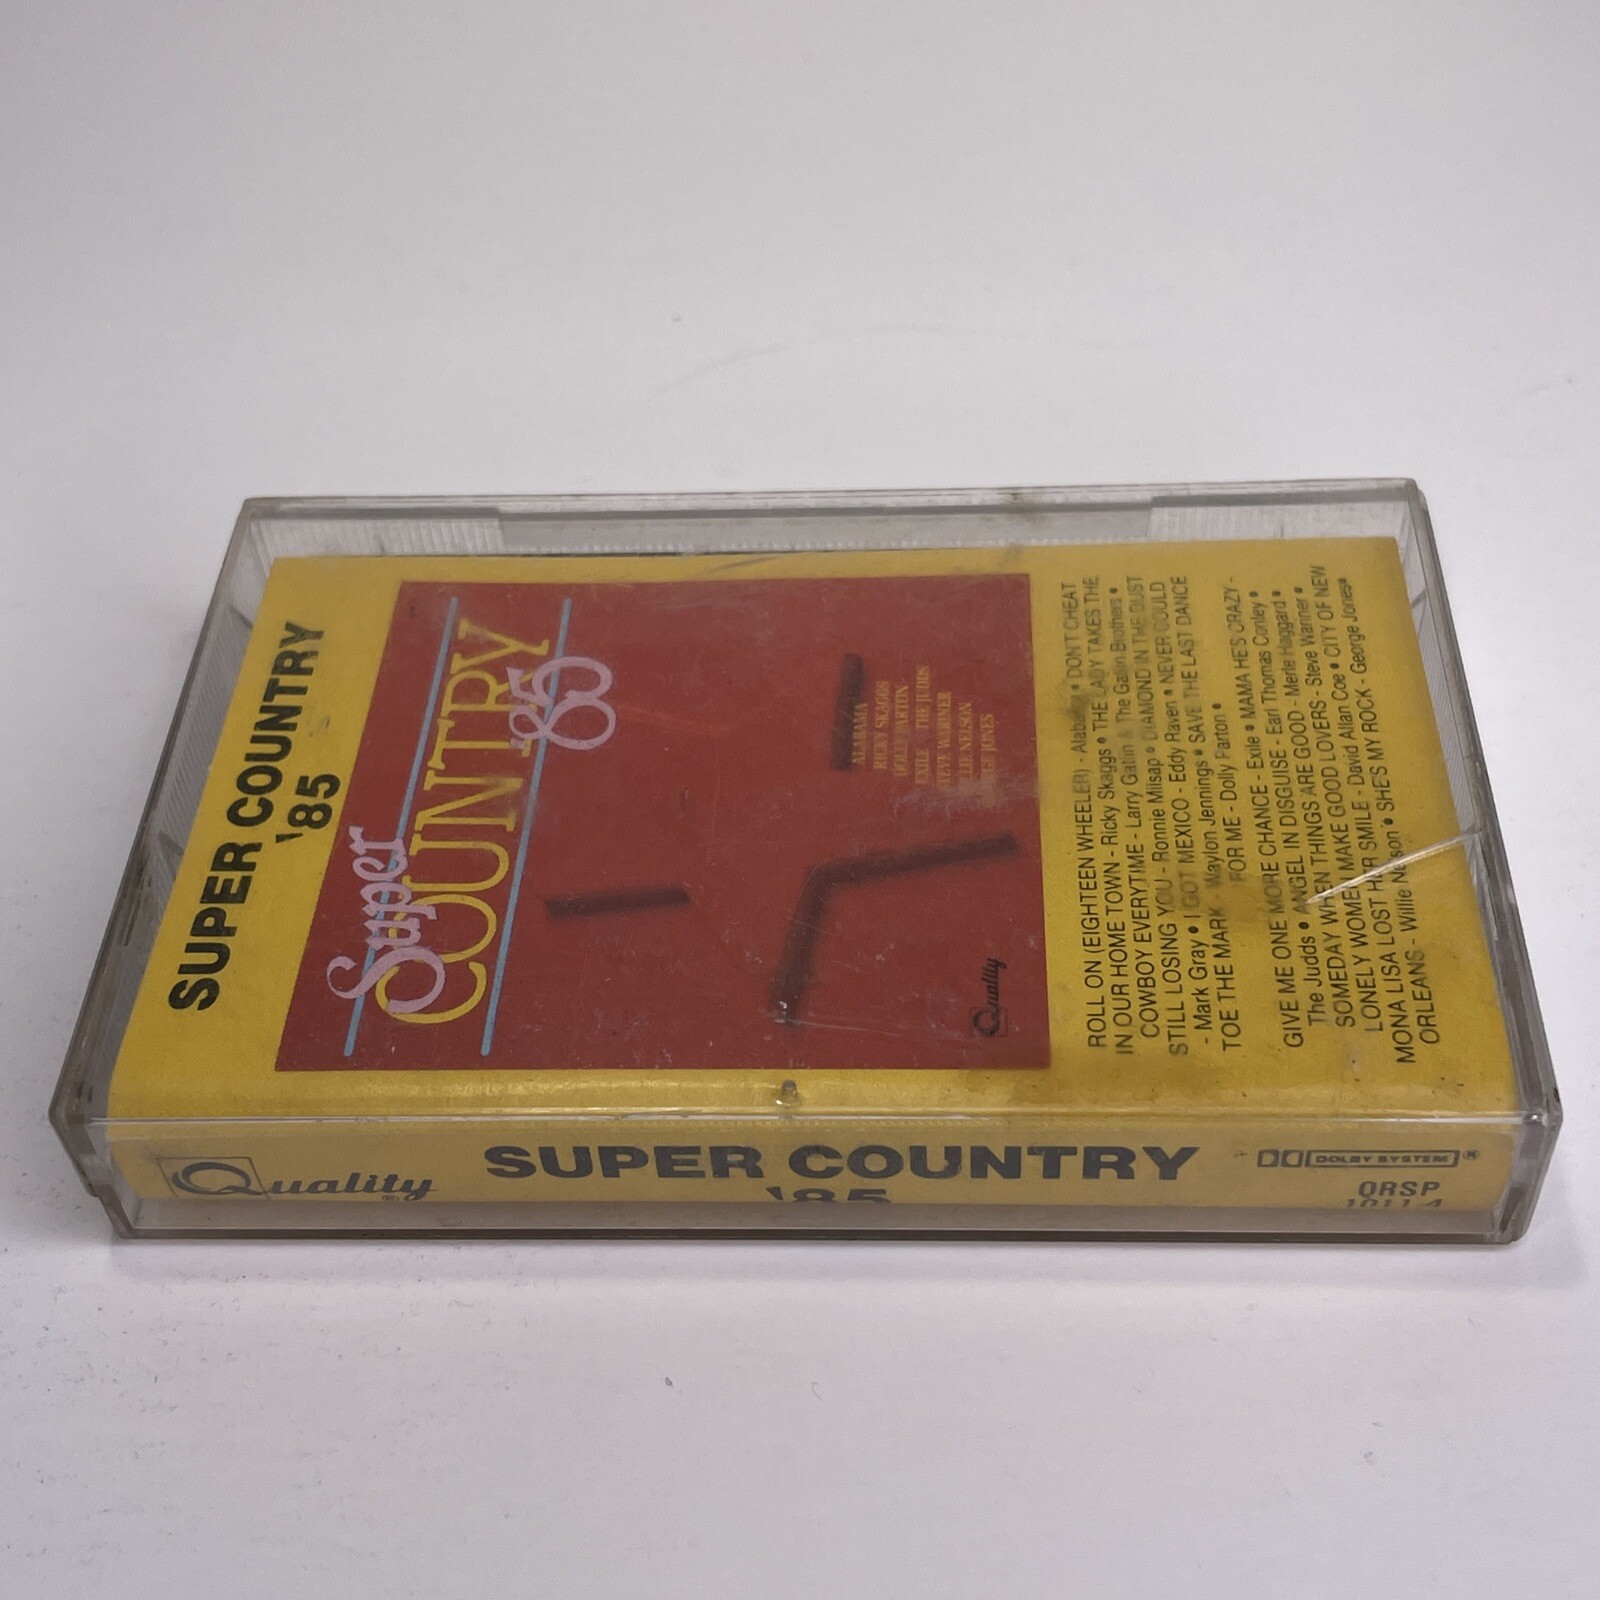 SUPER COUNTRY
'85
Super
COUNTRY
'85
ALABAMA
RICKY SKAGGS
DOLLY PARTON
EXILE THE JUDDS
STEVE WARINER
WILLIE NELSON
GEORGE JONES
Quality
ROLL ON (EIGHTEEN WHEELER) - Alabama • DON'T CHEAT
IN OUR HOME TOWN - Ricky Skaggs • THE LADY TAKES THE
COWBOY EVERYTIME - Larry Gatlin & The Gatlin Brothers •
STILL LOSING YOU - Ronnie Milsap • DIAMOND IN THE DUST
- Mark Gray • I GOT MEXICO - Eddy Raven • NEVER COULD
TOE THE MARK - Waylon Jennings • SAVE THE LAST DANCE
FOR ME - Dolly Parton •
GIVE ME ONE MORE CHANCE - Exile • MAMA HE'S CRAZY -
The Judds • ANGEL IN DISGUISE - Earl Thomas Conley •
SOMEDAY WHEN THINGS ARE GOOD - Merle Haggard •
LONELY WOMEN MAKE GOOD LOVERS - Steve Wariner •
MONA LISA LOST HER SMILE - David Allan Coe • CITY OF NEW
ORLEANS - Willie Nelson • SHE'S MY ROCK - George Jones •
Quality ®
SUPER COUNTRY
'85
DOLBY SYSTEM ®
QRSP
1011 4